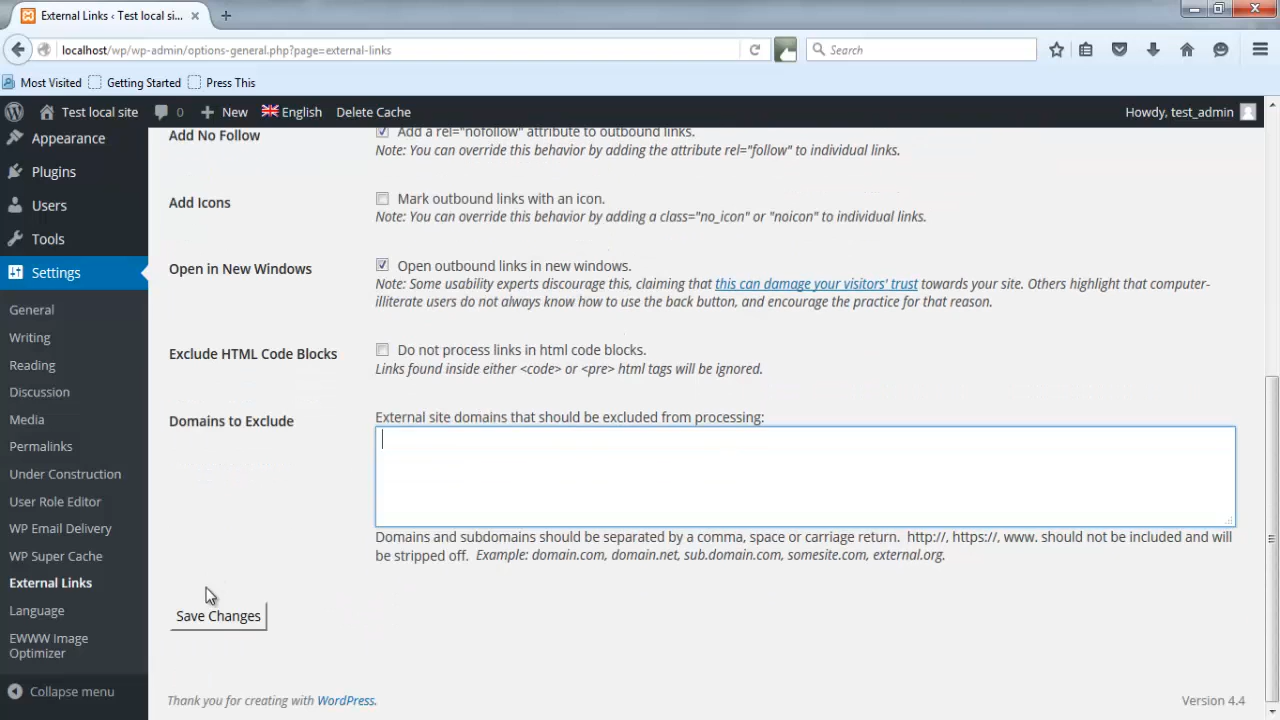 External Links ‹ Test local si...
localhost/wp/wp-admin/options-general.php?page=external-links
Search
Most Visited
Getting Started
Press This
Test local site
0
New
English
Delete Cache
Howdy, test_admin
Appearance
Plugins
Users
Tools
Settings
General
Writing
Reading
Discussion
Media
Permalinks
Under Construction
User Role Editor
WP Email Delivery
WP Super Cache
External Links
Language
EWWW Image
Optimizer
Collapse menu
Add No Follow
Add a rel="nofollow" attribute to outbound links.
Note: You can override this behavior by adding the attribute rel="follow" to individual links.
Add Icons
Mark outbound links with an icon.
Note: You can override this behavior by adding a class="no_icon" or "noicon" to individual links.
Open in New Windows
Open outbound links in new windows.
Note: Some usability experts discourage this, claiming that this can damage your visitors' trust towards your site. Others highlight that computer-
illiterate users do not always know how to use the back button, and encourage the practice for that reason.
Exclude HTML Code Blocks
Do not process links in html code blocks.
Links found inside either <code> or <pre> html tags will be ignored.
Domains to Exclude
External site domains that should be excluded from processing:
Domains and subdomains should be separated by a comma, space or carriage return. http://, https://, www. should not be included and will
be stripped off. Example: domain.com, domain.net, sub.domain.com, somesite.com, external.org.
Save Changes
Thank you for creating with WordPress.
Version 4.4